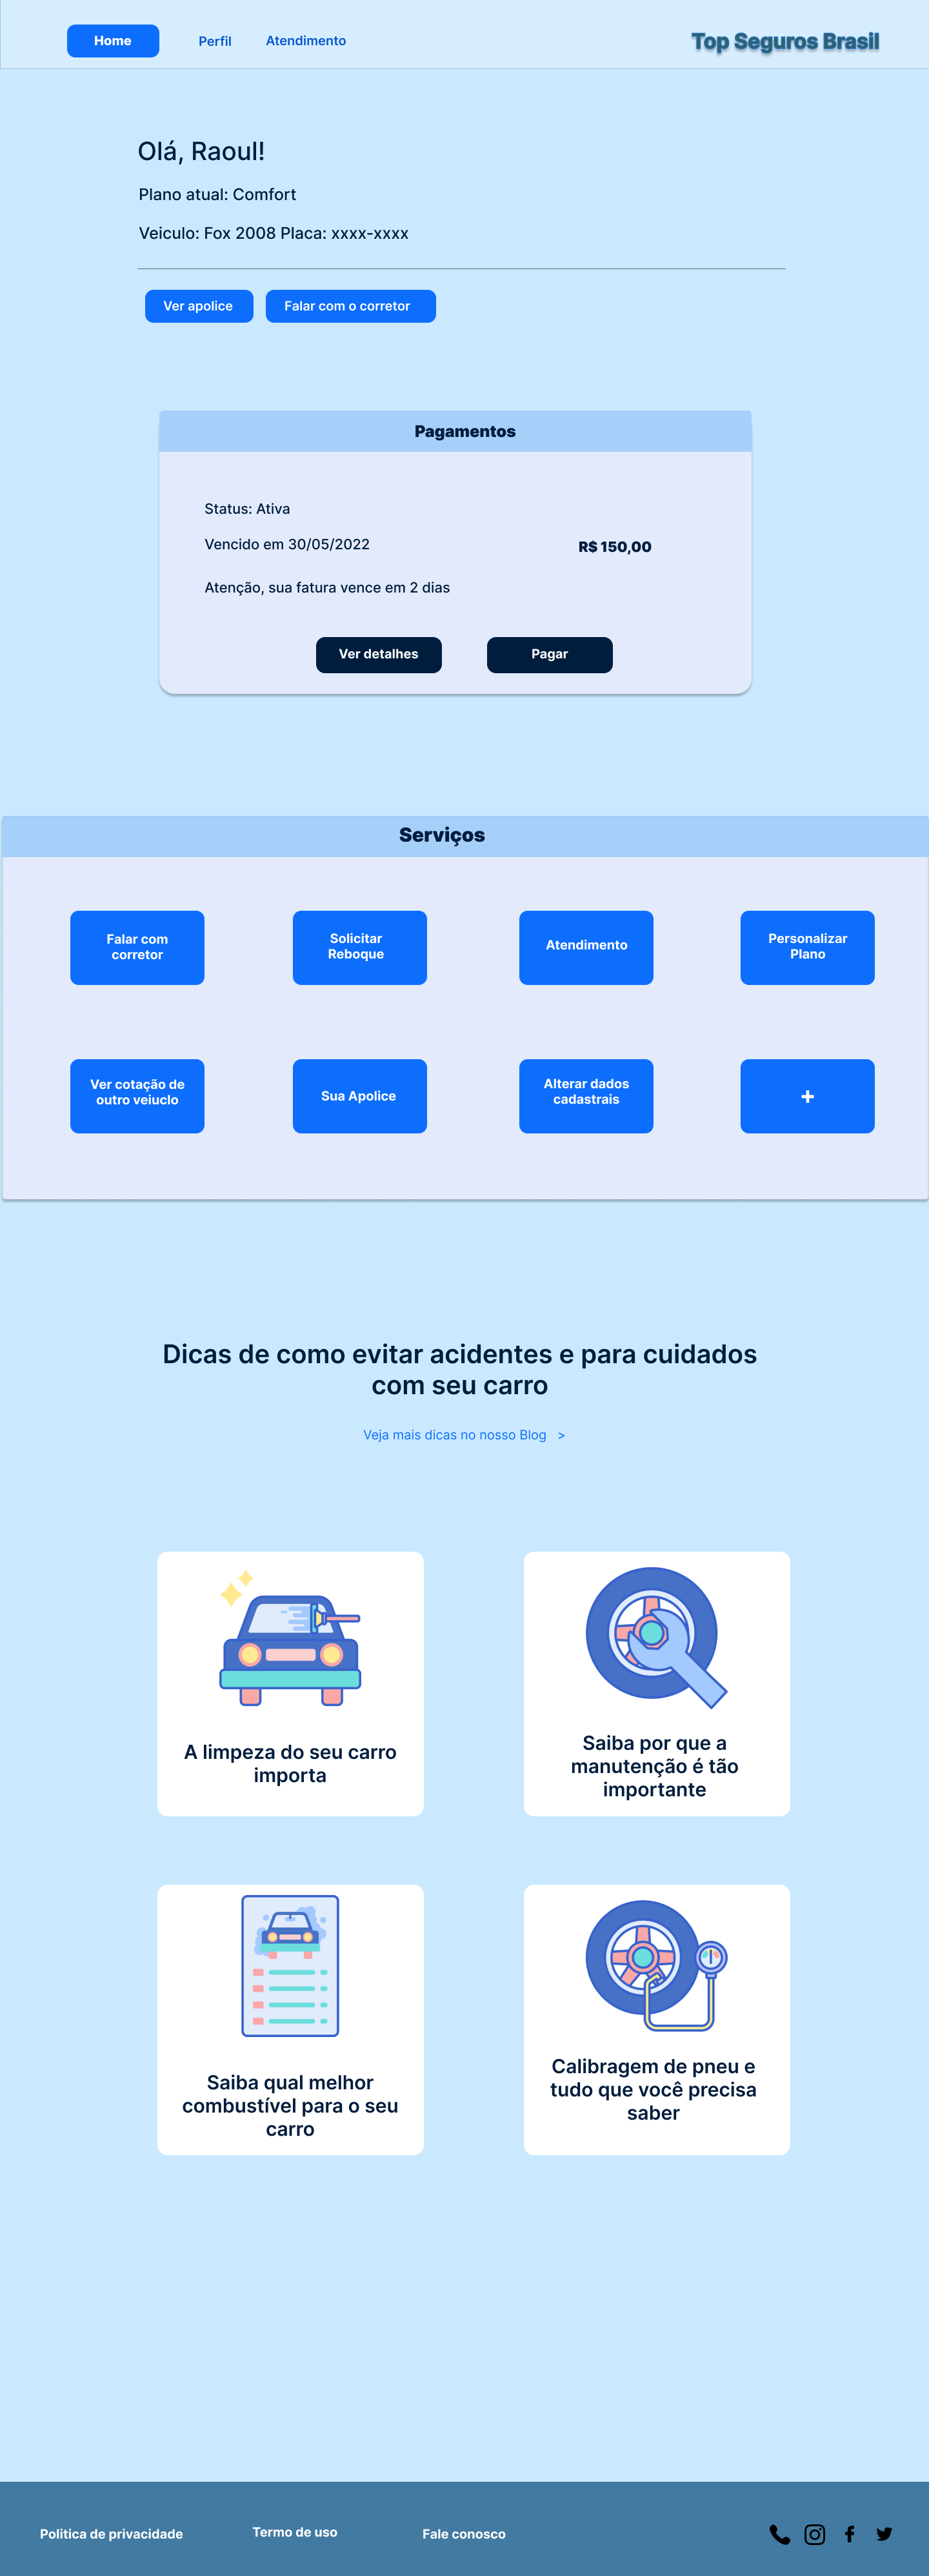 Home
Perfil
Atendimento
Top Seguros Brasil
Olá, Raoul!
Plano atual: Comfort
Veiculo: Fox 2008 Placa: xxxx-xxxx
Ver apolice
Falar com o corretor
Pagamentos
Status: Ativa
Vencido em 30/05/2022
R$ 150,00
Atenção, sua fatura vence em 2 dias
Ver detalhes
Pagar
Serviços
Falar com
corretor
Solicitar
Reboque
Atendimento
Personalizar
Plano
Ver cotação de
outro veiuclo
Sua Apolice
Alterar dados
cadastrais
+
Dicas de como evitar acidentes e para cuidados
com seu carro
Veja mais dicas no nosso Blog >
A limpeza do seu carro
importa
Saiba por que a
manutenção é tão
importante
Saiba qual melhor
combustível para o seu
carro
Calibragem de pneu e
tudo que você precisa
saber
Politica de privacidade
Termo de uso
Fale conosco